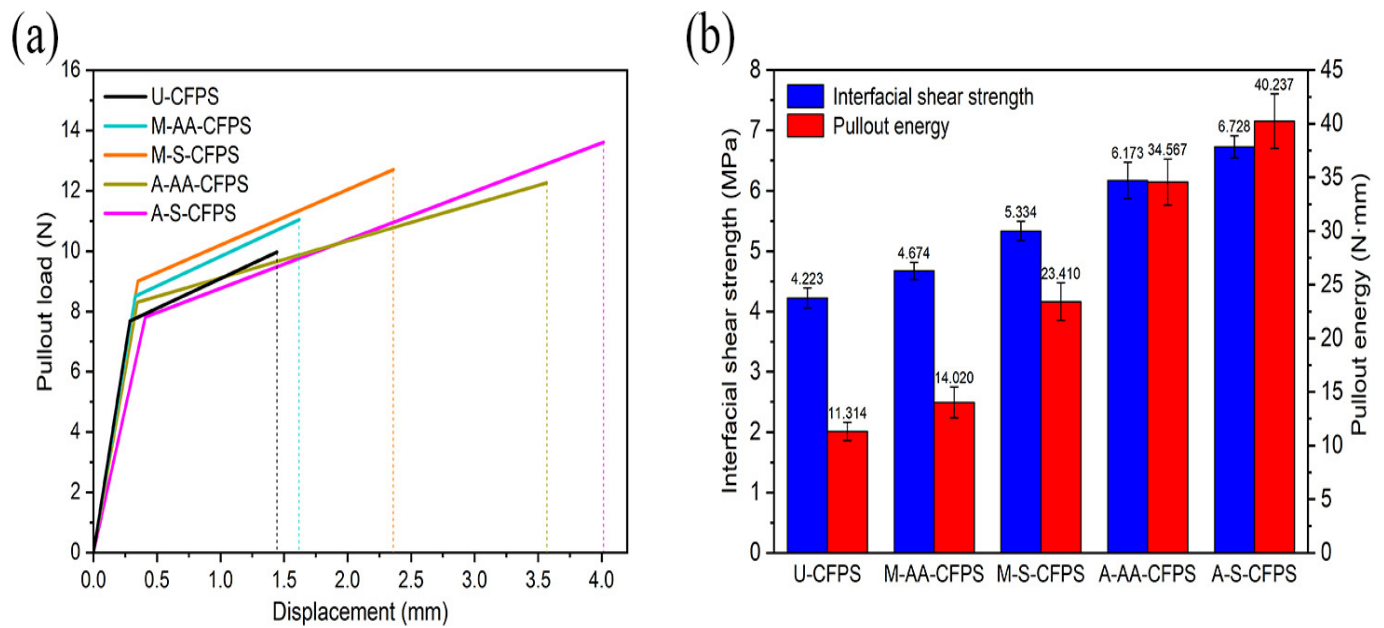 (a)
16
14
12
10
8
6
4
2
0
Pullout load (N)
U-CFPS
M-AA-CFPS
M-S-CFPS
A-AA-CFPS
A-S-CFPS
0.0 0.5 1.0 1.5 2.0 2.5 3.0 3.5 4.0
Displacement (mm)
(b)
8
7
6
5
4
3
2
1
0
Interfacial shear strength (MPa)
Interfacial shear strength
Pullout energy
4.223
11.314
4.674
14.020
5.334
23.410
6.173
34.567
6.728
40.237
45
40
35
30
25
20
15
10
5
0
Pullout energy (N·mm)
U-CFPS M-AA-CFPS M-S-CFPS A-AA-CFPS A-S-CFPS